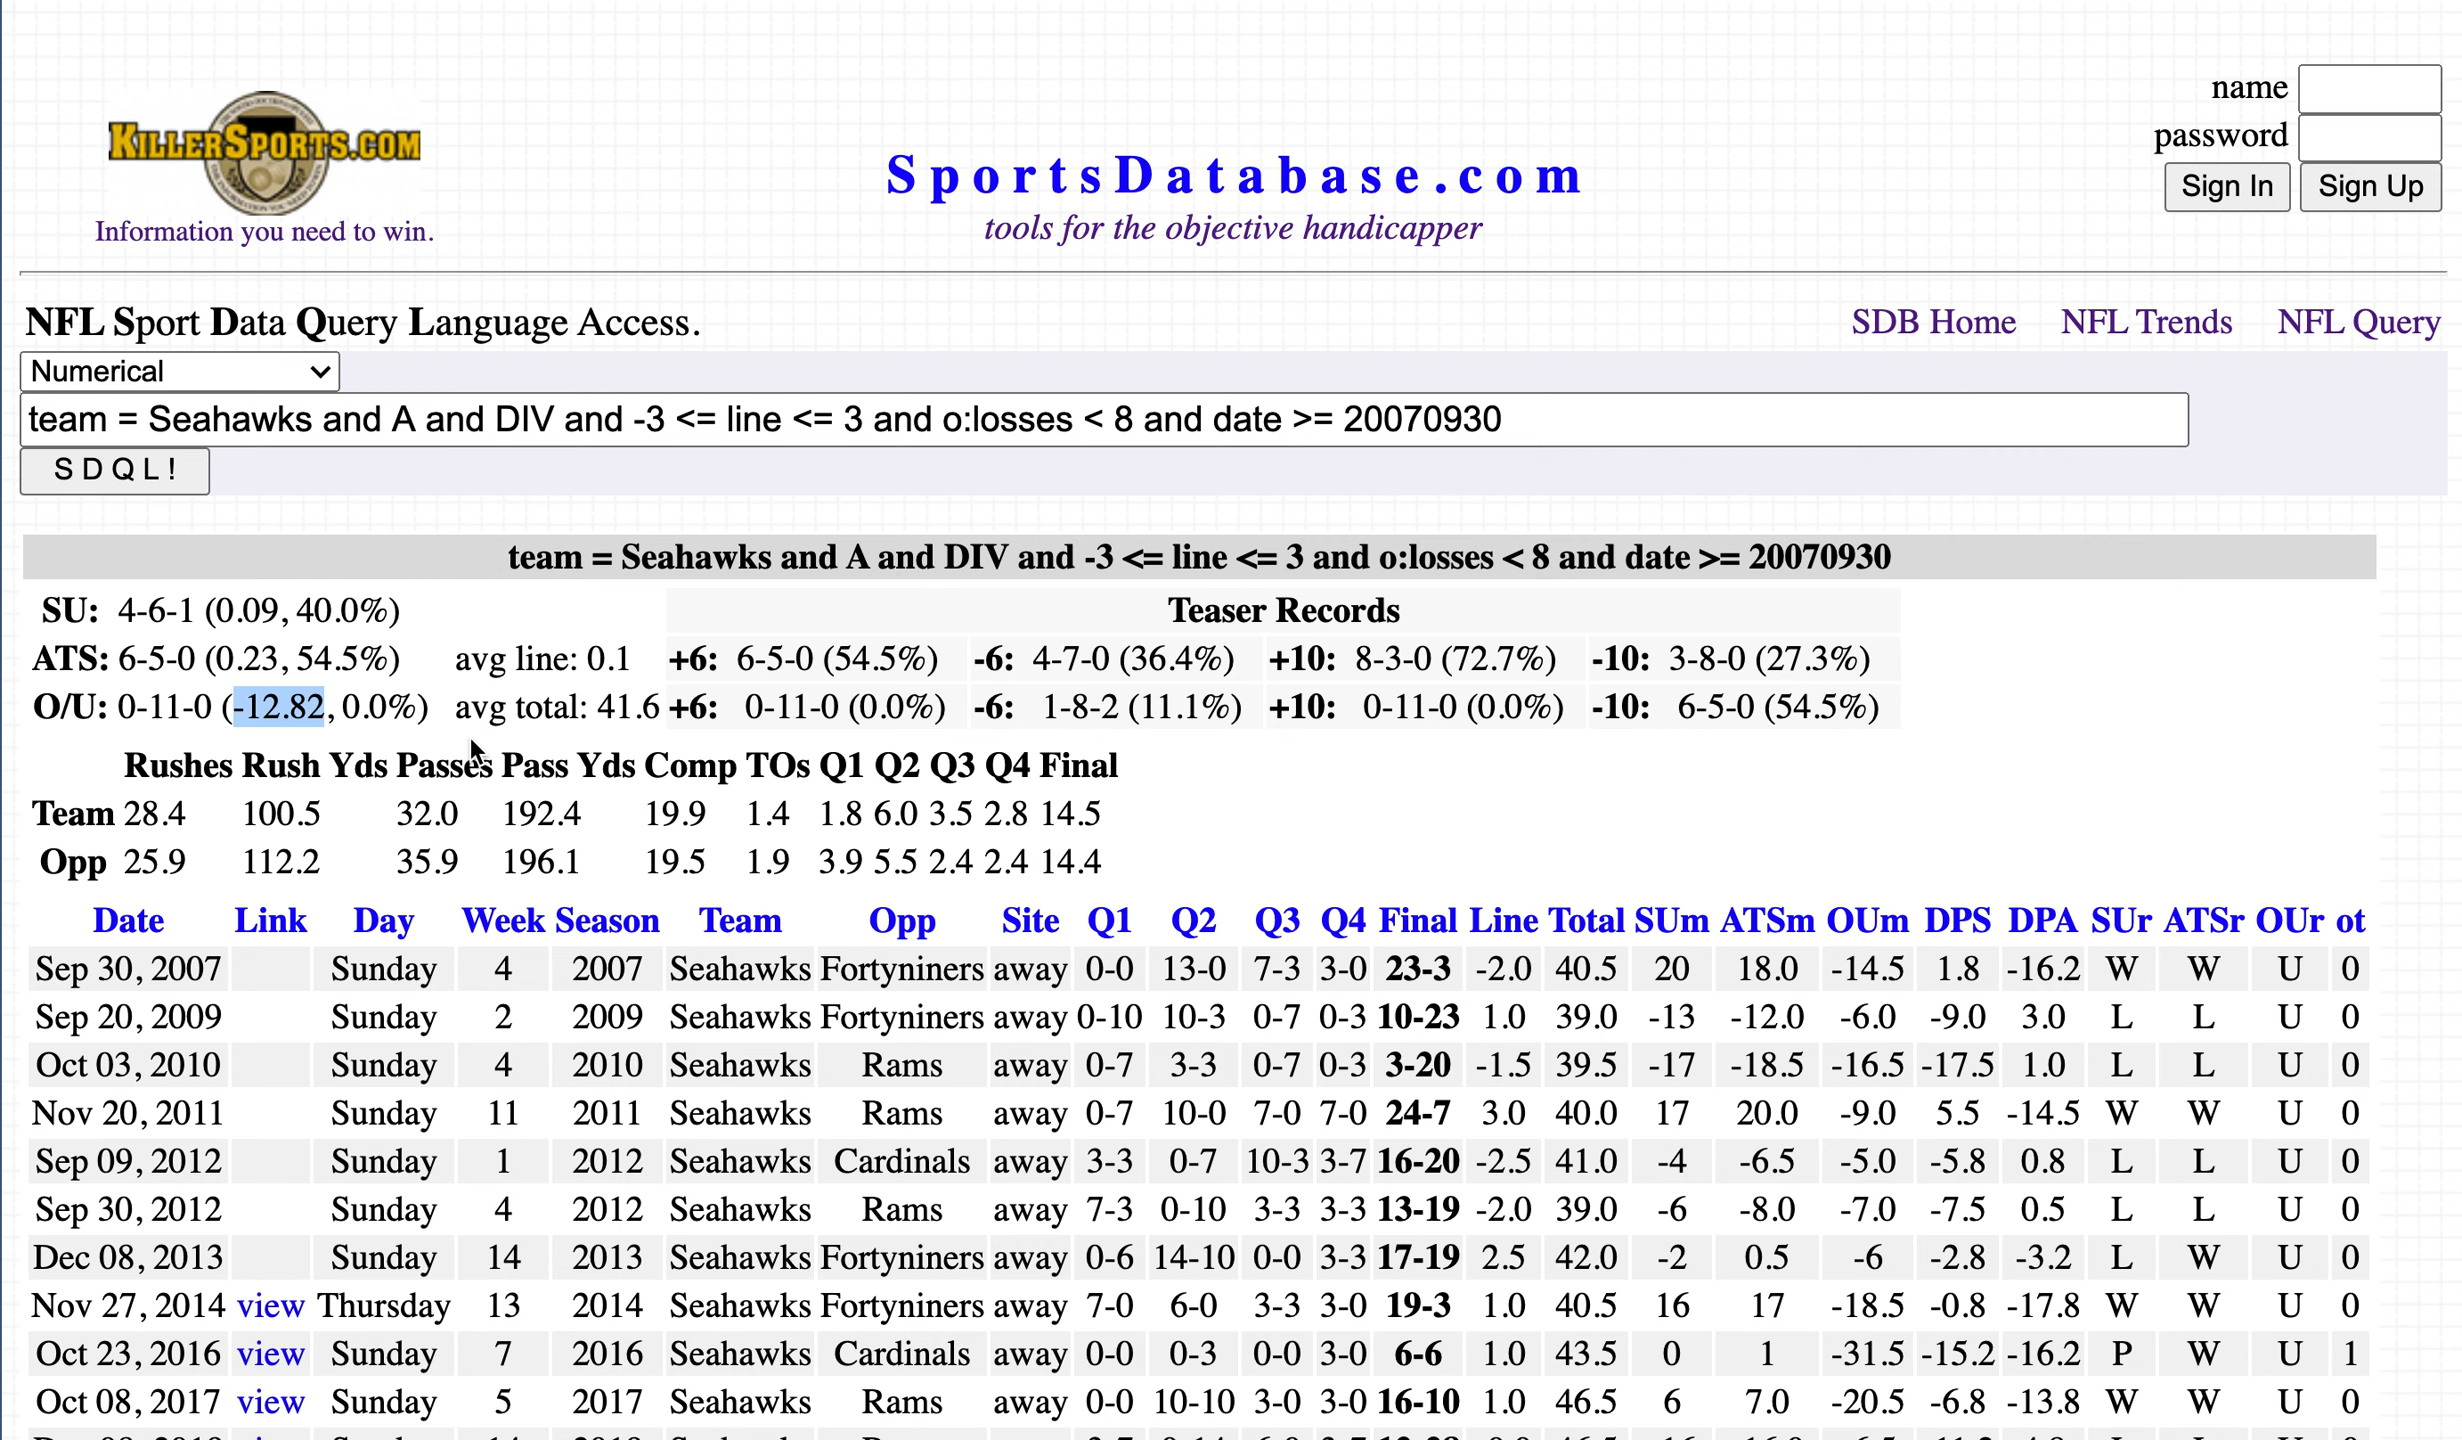 name
password
KILLERSPORTS.COM
Sign In Sign Up
SportsDatabase.com
Information you need to win.
tools for the objective handicapper
NFL Sport Data Query Language Access.
SDB Home NFL Trends NFL Query
Numerical
team = Seahawks and A and DIV and -3 <= line <= 3 and o:losses < 8 and date >= 20070930
S D Q L !
team = Seahawks and A and DIV and -3 <= line <= 3 and o:losses < 8 and date >= 20070930
SU: 4-6-1 (0.09, 40.0%) Teaser Records
ATS: 6-5-0 (0.23, 54.5%) avg line: 0.1 +6: 6-5-0 (54.5%) -6: 4-7-0 (36.4%) +10: 8-3-0 (72.7%) -10: 3-8-0 (27.3%)
O/U: 0-11-0 (-12.82, 0.0%) avg total: 41.6 +6: 0-11-0 (0.0%) -6: 1-8-2 (11.1%) +10: 0-11-0 (0.0%) -10: 6-5-0 (54.5%)
Rushes Rush Yds Passes Pass Yds Comp TOs Q1 Q2 Q3 Q4 Final
Team 28.4 100.5 32.0 192.4 19.9 1.4 1.8 6.0 3.5 2.8 14.5
Opp 25.9 112.2 35.9 196.1 19.5 1.9 3.9 5.5 2.4 2.4 14.4
Date Link Day Week Season Team Opp Site Q1 Q2 Q3 Q4 Final Line Total SUm ATSm OUm DPS DPA SUr ATSr OUr ot
Sep 30, 2007 Sunday 4 2007 Seahawks Fortyniners away 0-0 13-0 7-3 3-0 23-3 -2.0 40.5 20 18.0 -14.5 1.8 -16.2 W W U 0
Sep 20, 2009 Sunday 2 2009 Seahawks Fortyniners away 0-10 10-3 0-7 0-3 10-23 1.0 39.0 -13 -12.0 -6.0 -9.0 3.0 L L U 0
Oct 03, 2010 Sunday 4 2010 Seahawks Rams away 0-7 3-3 0-7 0-3 3-20 -1.5 39.5 -17 -18.5 -16.5 -17.5 1.0 L L U 0
Nov 20, 2011 Sunday 11 2011 Seahawks Rams away 0-7 10-0 7-0 7-0 24-7 3.0 40.0 17 20.0 -9.0 5.5 -14.5 W W U 0
Sep 09, 2012 Sunday 1 2012 Seahawks Cardinals away 3-3 0-7 10-3 3-7 16-20 -2.5 41.0 -4 -6.5 -5.0 -5.8 0.8 L L U 0
Sep 30, 2012 Sunday 4 2012 Seahawks Rams away 7-3 0-10 3-3 3-3 13-19 -2.0 39.0 -6 -8.0 -7.0 -7.5 0.5 L L U 0
Dec 08, 2013 Sunday 14 2013 Seahawks Fortyniners away 0-6 14-10 0-0 3-3 17-19 2.5 42.0 -2 0.5 -6 -2.8 -3.2 L W U 0
Nov 27, 2014 view Thursday 13 2014 Seahawks Fortyniners away 7-0 6-0 3-3 3-0 19-3 1.0 40.5 16 17 -18.5 -0.8 -17.8 W W U 0
Oct 23, 2016 view Sunday 7 2016 Seahawks Cardinals away 0-0 0-3 0-0 3-0 6-6 1.0 43.5 0 1 -31.5 -15.2 -16.2 P W U 1
Oct 08, 2017 view Sunday 5 2017 Seahawks Rams away 0-0 10-10 3-0 3-0 16-10 1.0 46.5 6 7.0 -20.5 -6.8 -13.8 W W U 0